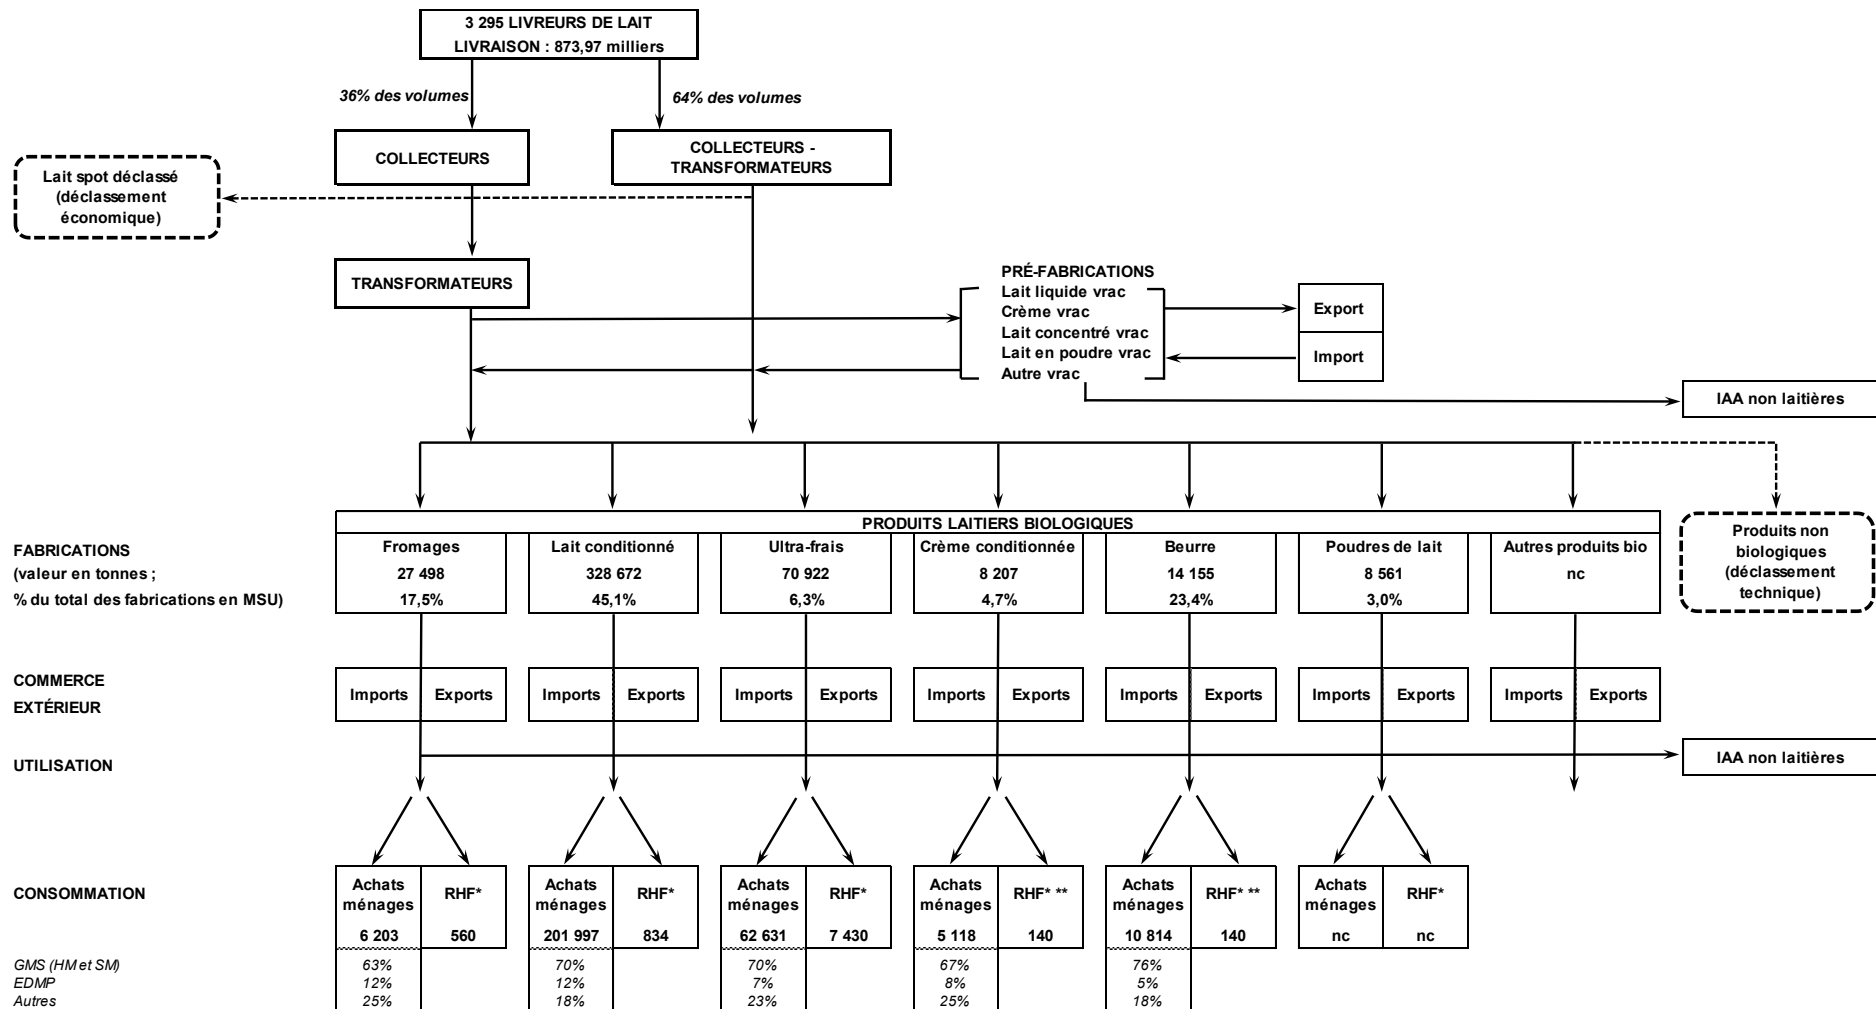 3 295 LIVREURS DE LAIT
LIVRAISON : 873,97 milliers
36% des volumes
64% des volumes
COLLECTEURS
COLLECTEURS -
TRANSFORMATEURS
Lait spot déclassé
(déclassement
économique)
TRANSFORMATEURS
PRÉ-FABRICATIONS
Lait liquide vrac
Crème vrac
Lait concentré vrac
Lait en poudre vrac
Autre vrac
Export
Import
IAA non laitières
PRODUITS LAITIERS BIOLOGIQUES
FABRICATIONS
(valeur en tonnes ;
% du total des fabrications en MSU)
Fromages
27 498
17,5%
Lait conditionné
328 672
45,1%
Ultra-frais
70 922
6,3%
Crème conditionnée
8 207
4,7%
Beurre
14 155
23,4%
Poudres de lait
8 561
3,0%
Autres produits bio
nc
Produits non
biologiques
(déclassement
technique)
COMMERCE
EXTÉRIEUR
Imports Exports
Imports Exports
Imports Exports
Imports Exports
Imports Exports
Imports Exports
Imports Exports
UTILISATION
IAA non laitières
CONSOMMATION
Achats
ménages
6 203
RHF*
560
Achats
ménages
201 997
RHF*
834
Achats
ménages
62 631
RHF*
7 430
Achats
ménages
5 118
RHF* **
140
Achats
ménages
10 814
RHF* **
140
Achats
ménages
nc
RHF*
nc
GMS (HM et SM) 63% 70% 70% 67% 76%
EDMP 12% 12% 7% 8% 5%
Autres 25% 18% 23% 25% 18%